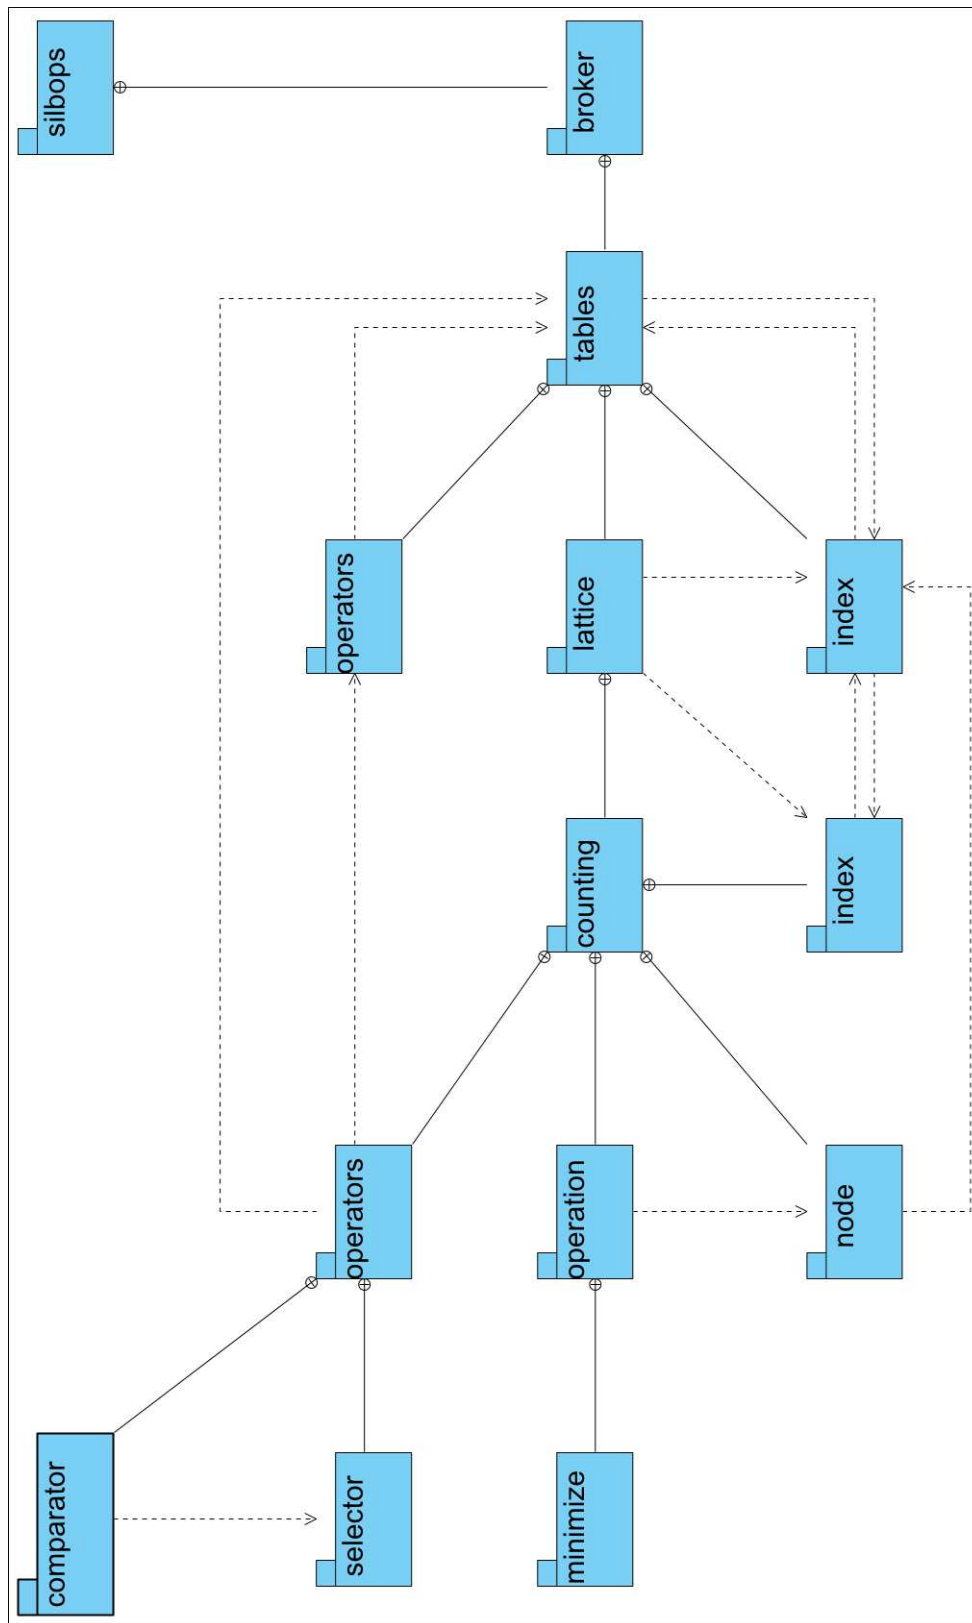 silbops
broker
tables
operators
lattice
index
counting
index
operators
operation
node
comparator
selector
minimize